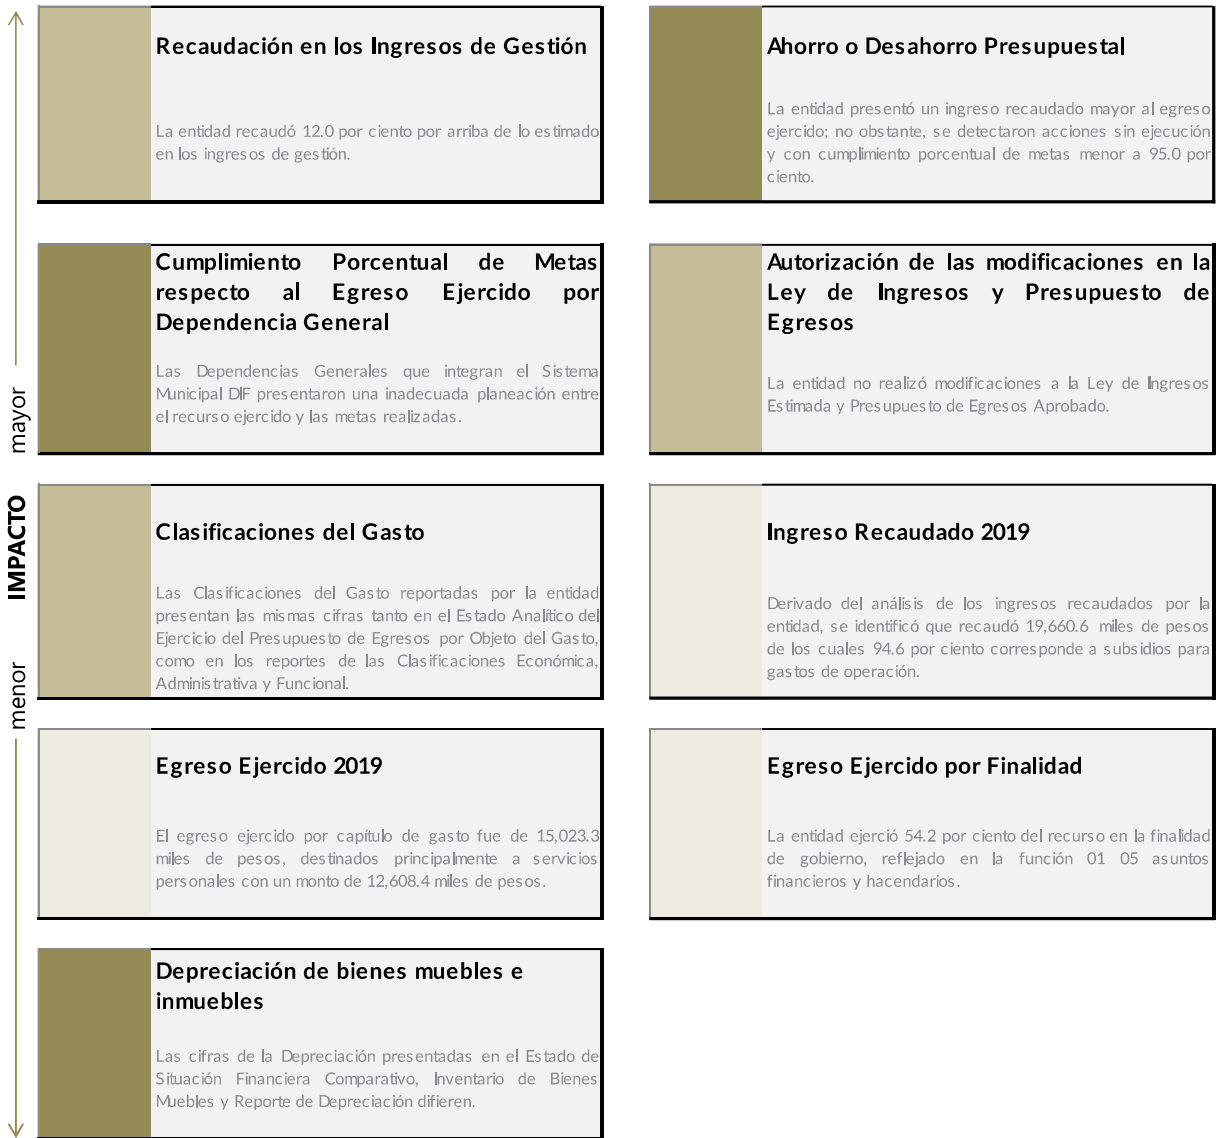 Recaudación en los Ingresos de Gestión
La entidad recaudó 12.0 por ciento por arriba de lo estimado
en los ingresos de gestión.
Ahorro o Desahorro Presupuestal
La entidad presentó un ingreso recaudado mayor al egreso
ejercido; no obstante, se detectaron acciones sin ejecución
y con cumplimiento porcentual de metas menor a 95.0 por
ciento.
Cumplimiento Porcentual de Metas
respecto al Egreso Ejercido por
Dependencia General
Las Dependencias Generales que integran el Sistema
Municipal DIF presentaron una inadecuada planeación entre
el recurso ejercido y las metas realizadas.
Autorización de las modificaciones en la
Ley de Ingresos y Presupuesto de
Egresos
La entidad no realizó modificaciones a la Ley de Ingresos
Estimada y Presupuesto de Egresos Aprobado.
mayor
IMPACTO
menor
Clasificaciones del Gasto
Las Clasificaciones del Gasto reportadas por la entidad
presentan las mismas cifras tanto en el Estado Analítico del
Ejercicio del Presupuesto de Egresos por Objeto del Gasto,
como en los reportes de las Clasificaciones Económica,
Administrativa y Funcional.
Ingreso Recaudado 2019
Derivado del análisis de los ingresos recaudados por la
entidad, se identificó que recaudó 19,660.6 miles de pesos
de los cuales 94.6 por ciento corresponde a subsidios para
gastos de operación.
Egreso Ejercido 2019
El egreso ejercido por capítulo de gasto fue de 15,023.3
miles de pesos, destinados principalmente a servicios
personales con un monto de 12,608.4 miles de pesos.
Egreso Ejercido por Finalidad
La entidad ejerció 54.2 por ciento del recurso en la finalidad
de gobierno, reflejado en la función 01 05 asuntos
financieros y hacendarios.
Depreciación de bienes muebles e
inmuebles
Las cifras de la Depreciación presentadas en el Estado de
Situación Financiera Comparativo, Inventario de Bienes
Muebles y Reporte de Depreciación difieren.